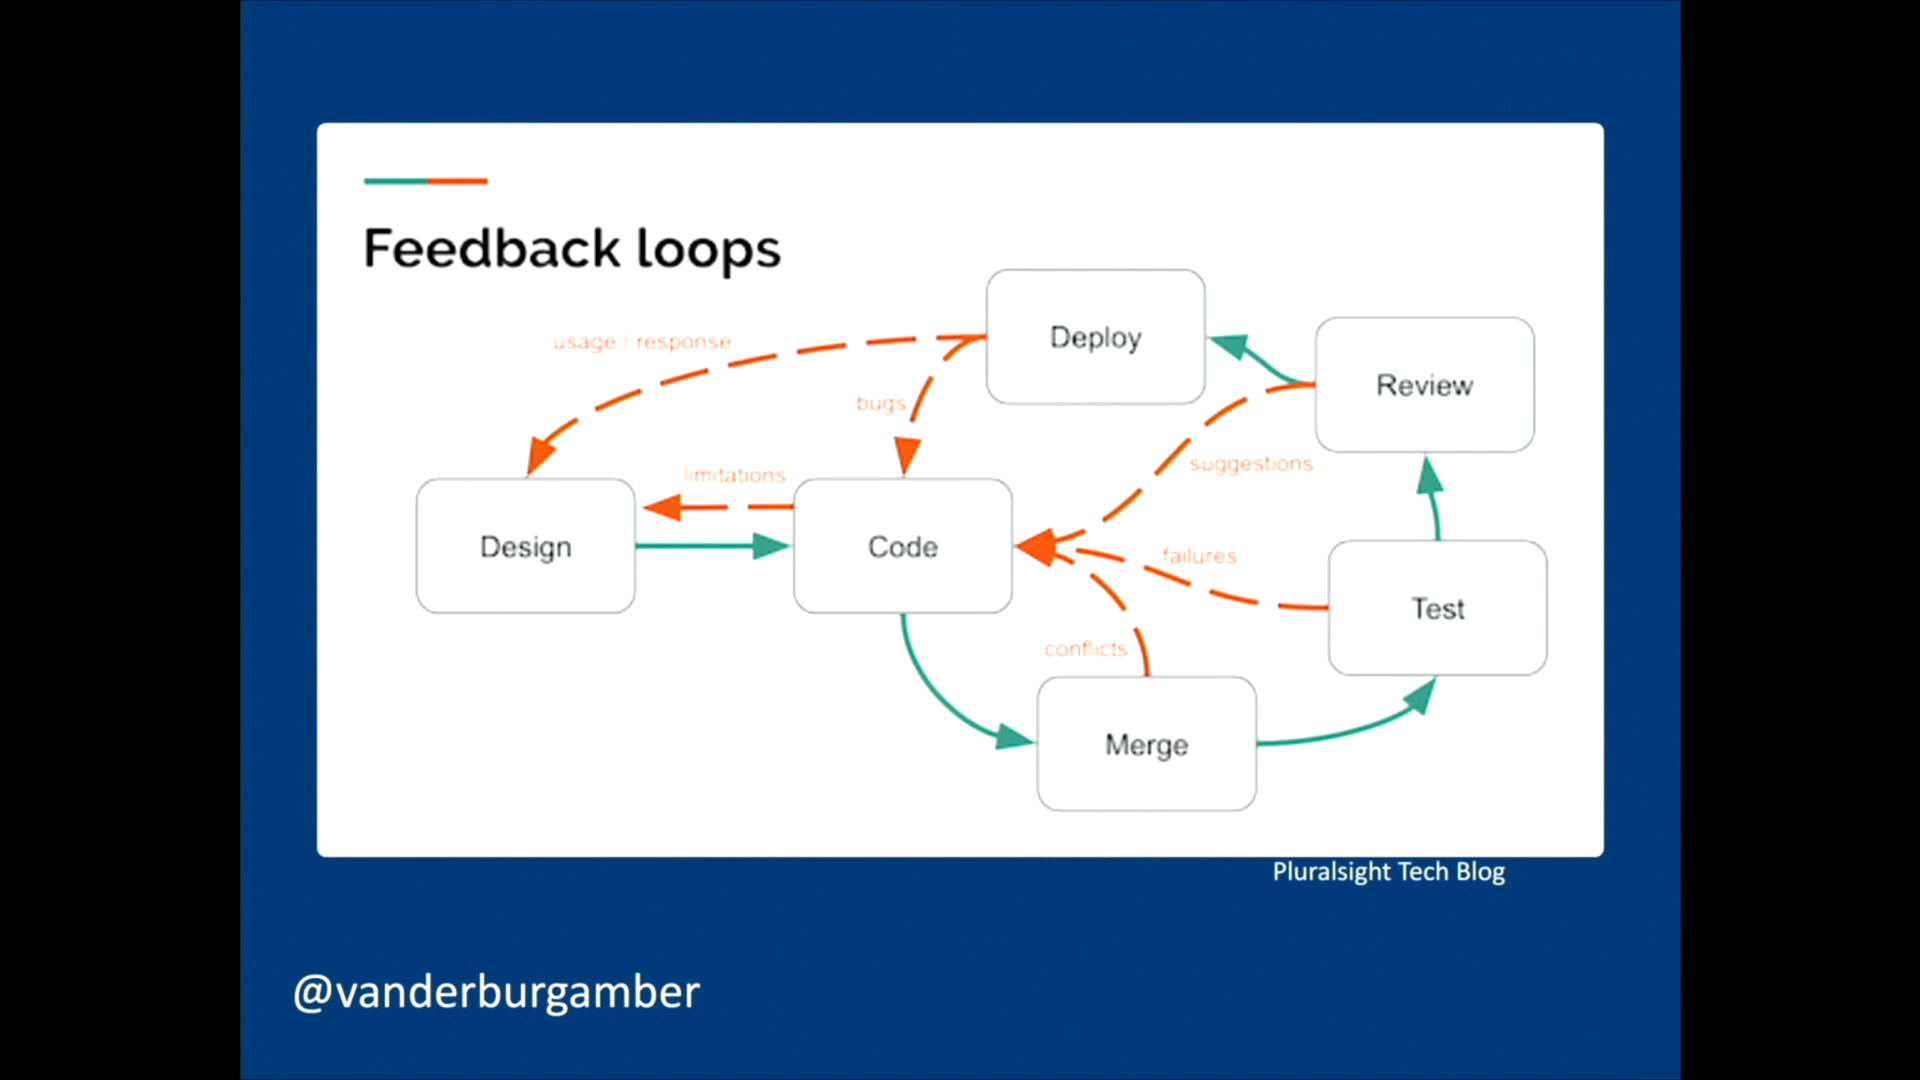 Feedback loops
Deploy
usage / response
Review
bugs
suggestions
limitations
Design
Code
failures
Test
conflicts
Merge
Pluralsight Tech Blog
@vanderburgamber